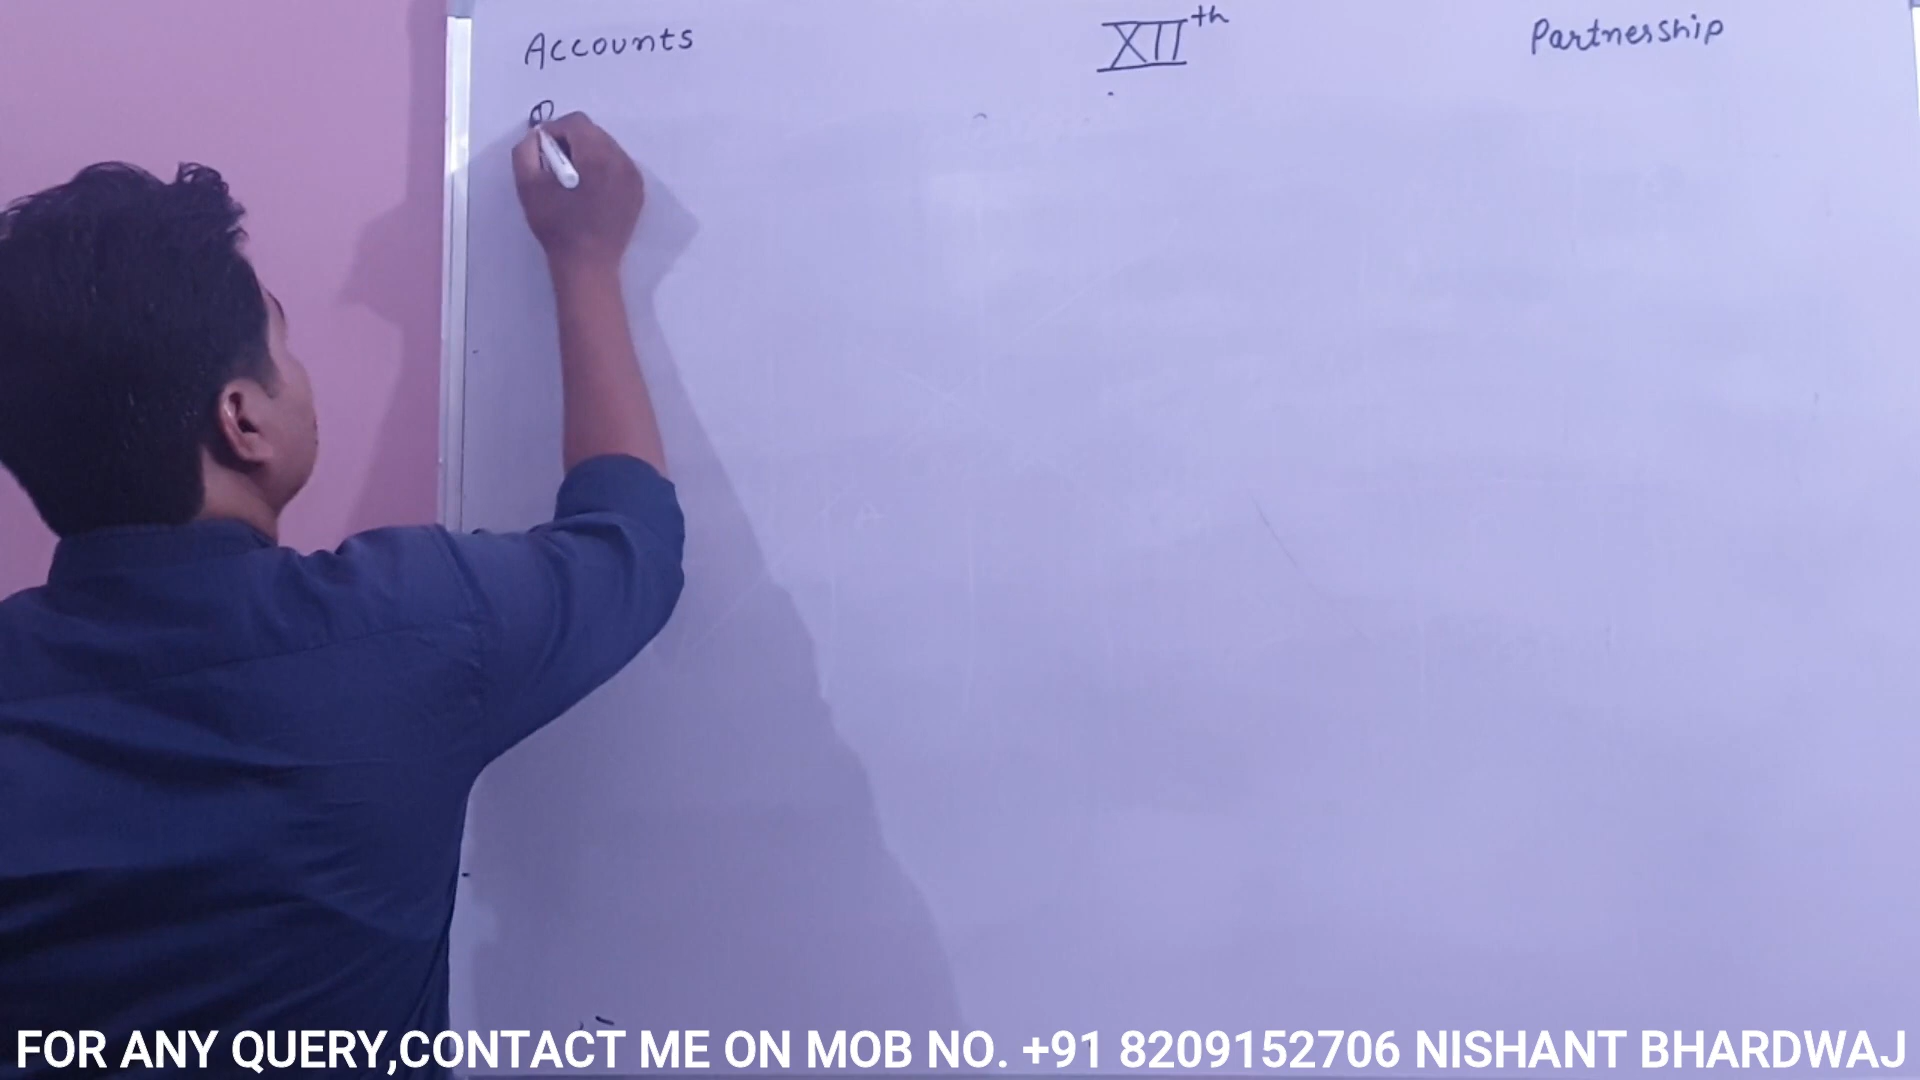 Accounts XIIth Partnership
FOR ANY QUERY,CONTACT ME ON MOB NO. +91 8209152706 NISHANT BHARDWAJ